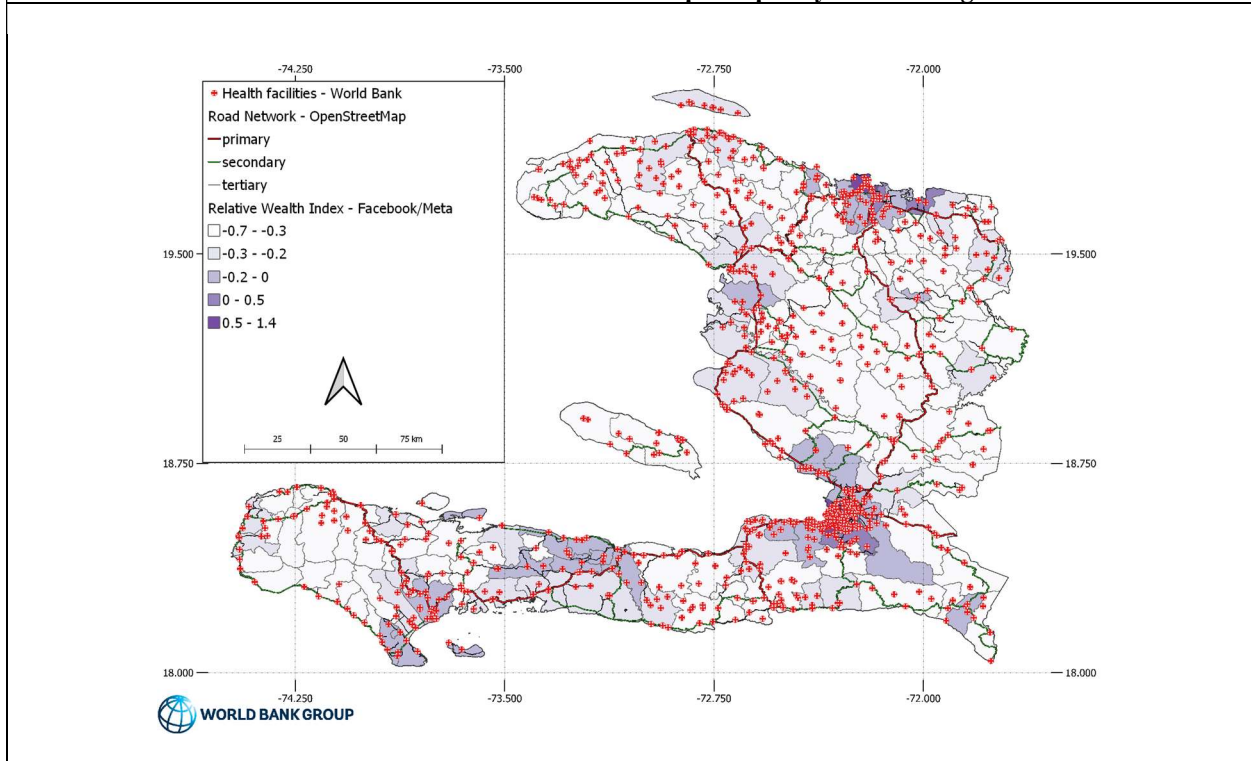 -74.250 -73.500 -72.750 -72.000
Health facilities - World Bank
Road Network - OpenStreetMap
primary
secondary
tertiary
Relative Wealth Index - Facebook/Meta
-0.7 - -0.3
-0.3 - -0.2
-0.2 - 0
0 - 0.5
0.5 - 1.4
25 50 75 km
19.500 19.500
18.750 18.750
18.000 18.000
-74.250 -73.500 -72.750 -72.000
WORLD BANK GROUP